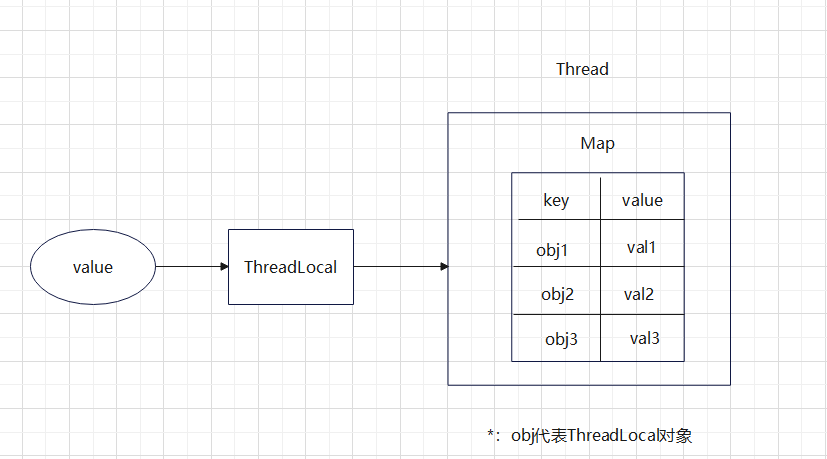 Thread
Map
key value
obj1 val1
obj2 val2
obj3 val3
value
ThreadLocal
*：obj代表ThreadLocal对象